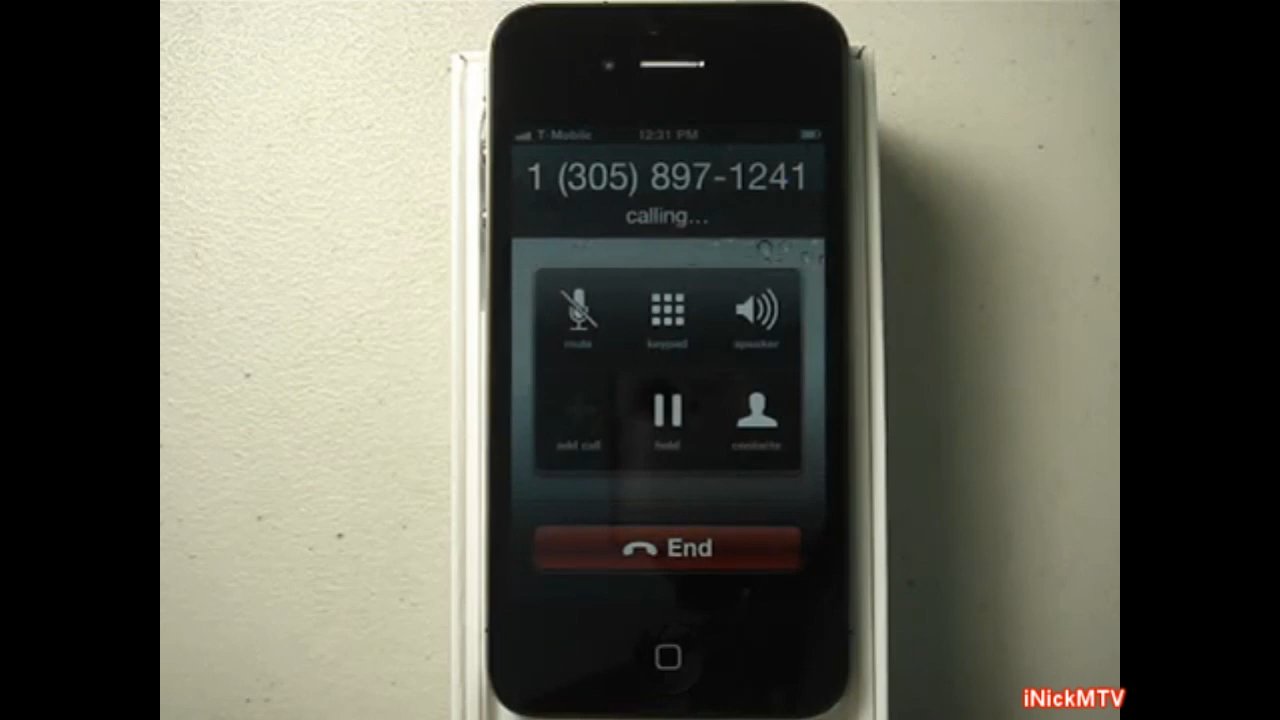 T-Mobile 12:31 PM
1 (305) 897-1241
calling...
mute keypad speaker
add call hold contacts
End
iNickMTV